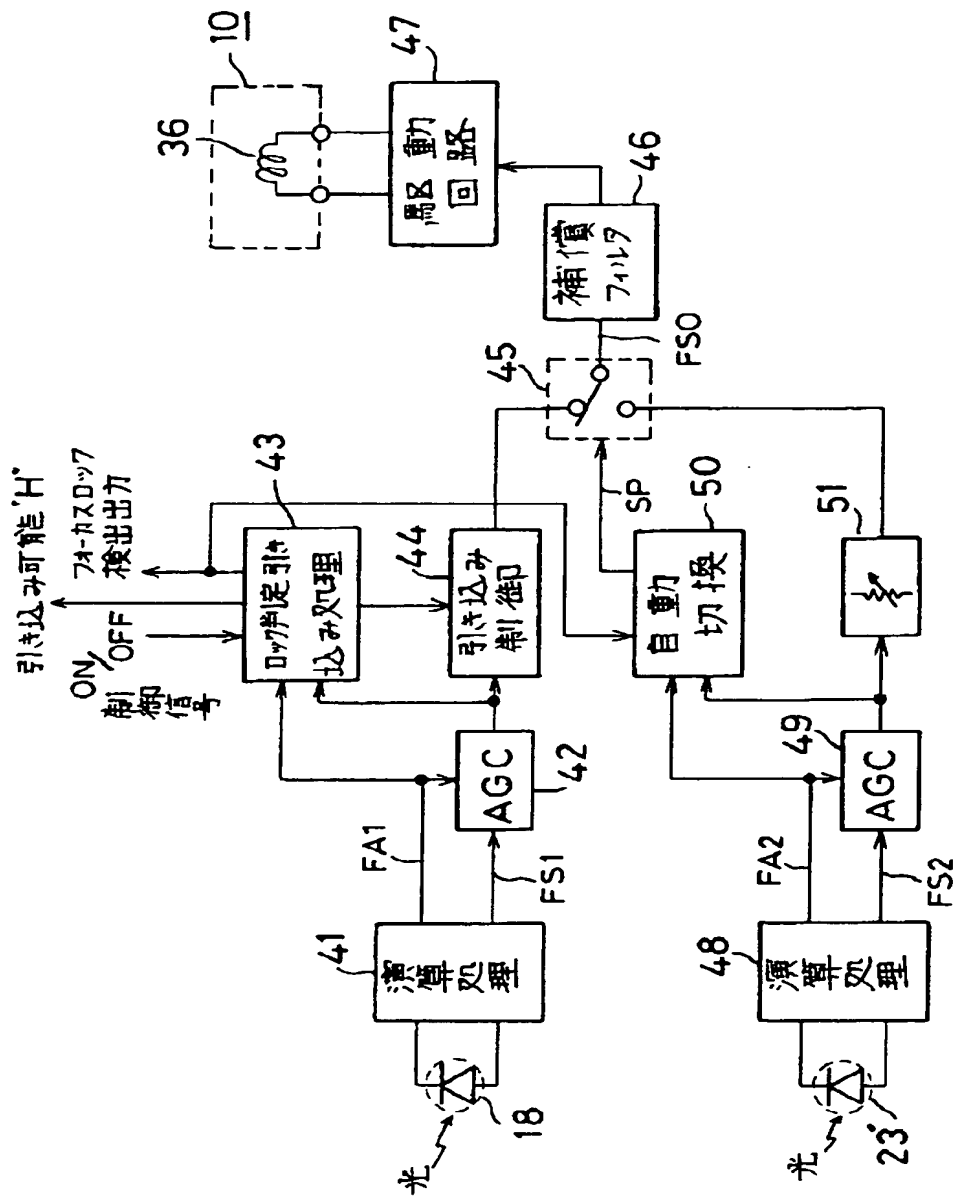 10
36
47
駆動
回路
46
補償
フィルタ
FS0
45
SP
引き込み可能"H"
フォーカスロック
検出出力
ON/OFF
制御信号
43
ロック判定引き
込み処理
44
引き込み
制御
50
自動
切換
51
42
AGC
49
AGC
FA1
FS1
FA2
FS2
41
演算処理
48
演算処理
18
光
23'
光